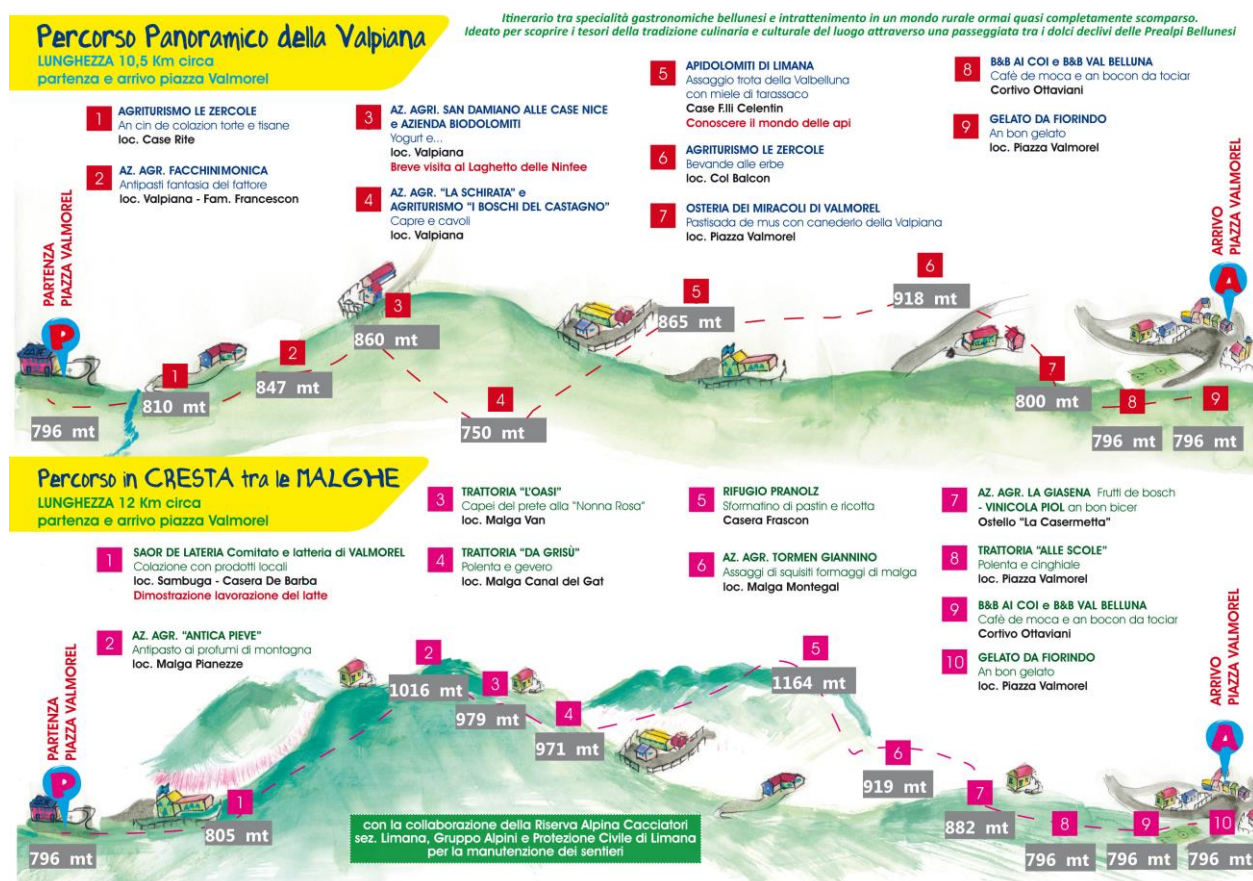 Itinerario tra specialità gastronomiche bellunesi e intrattenimento in un mondo rurale ormai quasi completamente scomparso.
Ideato per scoprire i tesori della tradizione culinaria e culturale del luogo attraverso una passeggiata tra i dolci declivi delle Prealpi Bellunesi
Percorso Panoramico della Valpiana
LUNGHEZZA 10,5 Km circa
partenza e arrivo piazza Valmorel
1
AGRITURISMO LE ZERCOLE
An cin de colazion torte e tisane
loc. Case Rite
2
AZ. AGR. FACCHINIMONICA
Antipasti fantasia del fattore
loc. Valpiana - Fam. Francescon
3
AZ. AGRI. SAN DAMIANO ALLE CASE NICE
e AZIENDA BIODOLOMITI
Yogurt e...
loc. Valpiana
Breve visita al Laghetto delle Ninfee
4
AZ. AGR. "LA SCHIRATA" e
AGRITURISMO "I BOSCHI DEL CASTAGNO"
Capre e cavoli
loc. Valpiana
5
APIDOLOMITI DI LIMANA
Assaggio trota della Valbelluna
con miele di tarassaco
Case F.lli Celentin
Conoscere il mondo delle api
6
AGRITURISMO LE ZERCOLE
Bevande alle erbe
loc. Col Balcon
7
OSTERIA DEI MIRACOLI DI VALMOREL
Pastisada de mus con canederlo della Valpiana
loc. Piazza Valmorel
8
B&B AI COI e B&B VAL BELLUNA
Cafè de moca e an bocon da tociar
Cortivo Ottaviani
9
GELATO DA FIORINDO
An bon gelato
loc. Piazza Valmorel
PARTENZA
PIAZZA VALMOREL
P
796 mt
1
810 mt
2
847 mt
3
860 mt
4
750 mt
5
865 mt
6
918 mt
7
800 mt
8
796 mt
9
796 mt
ARRIVO
PIAZZA VALMOREL
A
Percorso in CRESTA tra le MALGHE
LUNGHEZZA 12 Km circa
partenza e arrivo piazza Valmorel
1
SAOR DE LATERIA Comitato e latteria di VALMOREL
Colazione con prodotti locali
loc. Sambuga - Casera De Barba
Dimostrazione lavorazione del latte
2
AZ. AGR. "ANTICA PIEVE"
Antipasto ai profumi di montagna
loc. Malga Pianezze
3
TRATTORIA "L'OASI"
Capei del prete alla "Nonna Rosa"
loc. Malga Van
4
TRATTORIA "DA GRISÙ"
Polenta e gevero
loc. Malga Canal del Gat
5
RIFUGIO PRANOLZ
Sformatino di pastin e ricotta
Casera Frascon
6
AZ. AGR. TORMEN GIANNINO
Assaggi di squisiti formaggi di malga
loc. Malga Montegal
7
AZ. AGR. LA GIASENA Frutti de bosch
- VINICOLA PIOL an bon bicer
Ostello "La Casermetta"
8
TRATTORIA "ALLE SCOLE"
Polenta e cinghiale
loc. Piazza Valmorel
9
B&B AI COI e B&B VAL BELLUNA
Cafè de moca e an bocon da tociar
Cortivo Ottaviani
10
GELATO DA FIORINDO
An bon gelato
loc. Piazza Valmorel
PARTENZA
PIAZZA VALMOREL
P
796 mt
1
805 mt
2
1016 mt
3
979 mt
4
971 mt
5
1164 mt
6
919 mt
7
882 mt
8
796 mt
9
796 mt
10
796 mt
ARRIVO
PIAZZA VALMOREL
A
con la collaborazione della Riserva Alpina Cacciatori
sez. Limana, Gruppo Alpini e Protezione Civile di Limana
per la manutenzione dei sentieri